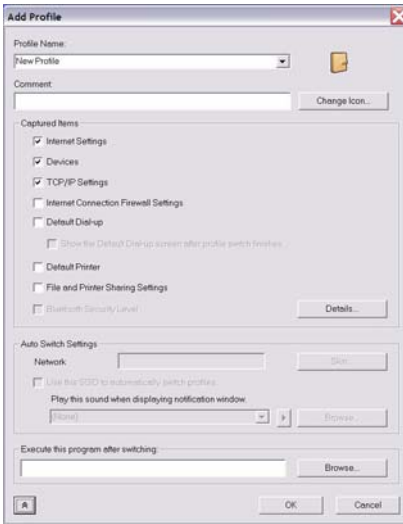 Add Profile
Profile Name:
New Profile
Comment:
Change Icon...
Captured Items
Internet Settings
Devices
TCP/IP Settings
Internet Connection Firewall Settings
Default Dial-up
Show the Default Dial-up screen after profile switch finishes.
Default Printer
File and Printer Sharing Settings
Bluetooth Security Level
Details...
Auto Switch Settings
Network
Use this SSID to automatically switch profiles.
Play this sound when displaying notification window.
(None)
Browse...
Execute this program after switching:
Browse...
OK
Cancel